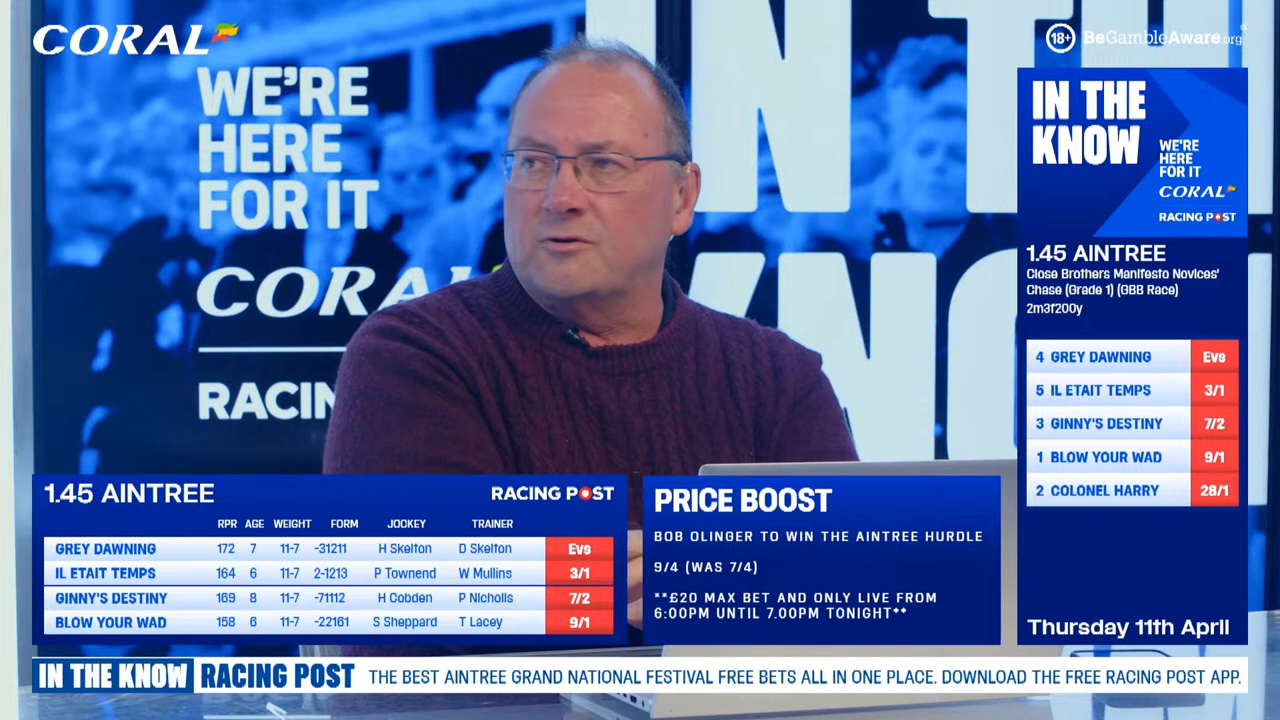 CORAL
18+ BeGambleAware.org
WE'RE
HERE
FOR IT
CORAL
RACIN
IN TH
KNO
IN THE
KNOW
WE'RE
HERE
FOR IT
CORAL
RACING POST
1.45 AINTREE
Close Brothers Manifesto Novices'
Chase (Grade 1) (GBB Race)
2m3f200y
4 GREY DAWNING Evs
5 IL ETAIT TEMPS 3/1
3 GINNY'S DESTINY 7/2
1 BLOW YOUR WAD 9/1
2 COLONEL HARRY 28/1
Thursday 11th April
1.45 AINTREE RACING POST
RPR AGE WEIGHT FORM JOCKEY TRAINER
GREY DAWNING 172 7 11-7 -31211 H Skelton D Skelton Evs
IL ETAIT TEMPS 164 6 11-7 2-1213 P Townend W Mullins 3/1
GINNY'S DESTINY 169 8 11-7 -71112 H Cobden P Nicholls 7/2
BLOW YOUR WAD 158 6 11-7 -22161 S Sheppard T Lacey 9/1
PRICE BOOST
BOB OLINGER TO WIN THE AINTREE HURDLE
9/4 (WAS 7/4)
**£20 MAX BET AND ONLY LIVE FROM
6:00PM UNTIL 7.00PM TONIGHT**
IN THE KNOW RACING POST THE BEST AINTREE GRAND NATIONAL FESTIVAL FREE BETS ALL IN ONE PLACE. DOWNLOAD THE FREE RACING POST APP.